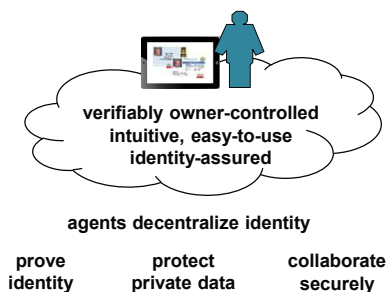 verifiably owner-controlled
intuitive, easy-to-use
identity-assured
agents decentralize identity
prove protect collaborate
identity private data securely